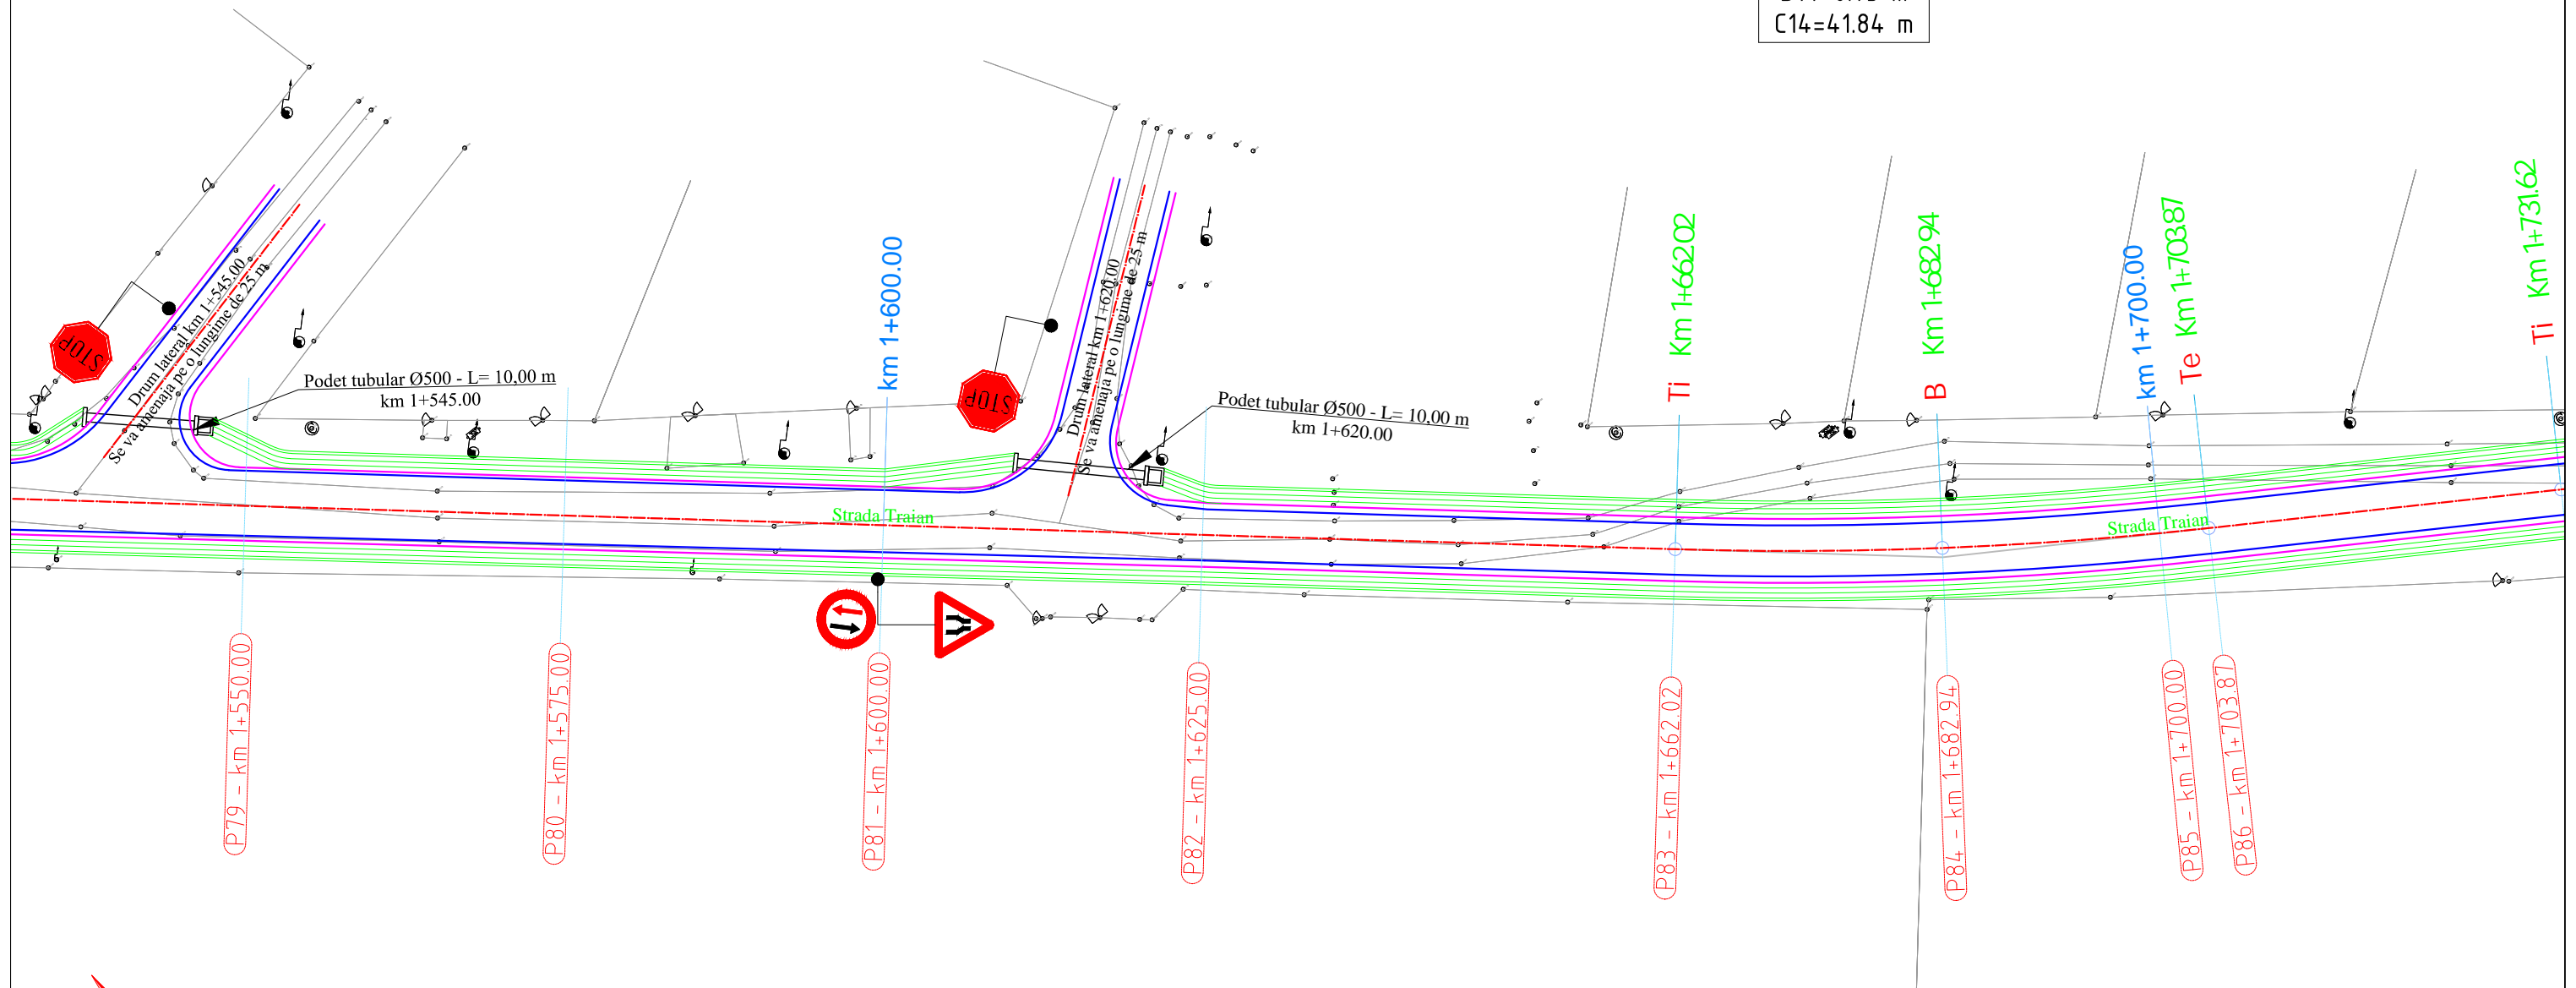 C14=41.84 m
Km 1+731.62
Ti
Km 1+703.87
Te
km 1+700.00
Km 1+682.94
B
Km 1+662.02
Ti
km 1+600.00
Drum lateral km 1+545.00
Se va amenaja pe o lungime de 25 m
Drum lateral km 1+620.00
Se va amenaja pe o lungime de 25 m
STOP
STOP
Podet tubular Ø500 - L= 10,00 m
km 1+545.00
Podet tubular Ø500 - L= 10,00 m
km 1+620.00
Strada Traian
Strada Traian
P79 - km 1+550.00
P80 - km 1+575.00
P81 - km 1+600.00
P82 - km 1+625.00
P83 - km 1+662.02
P84 - km 1+682.94
P85 - km 1+700.00
P86 - km 1+703.87